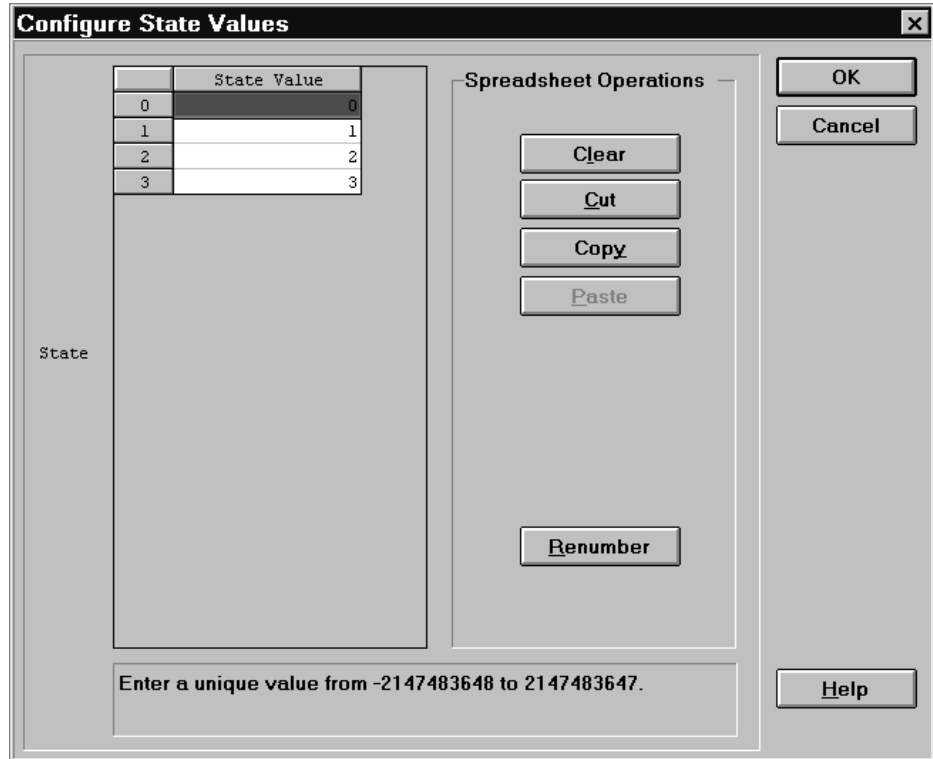 Configure State Values
State Value
0 0
1 1
2 2
3 3
State
Spreadsheet Operations
Clear
Cut
Copy
Paste
Renumber
OK
Cancel
Help
Enter a unique value from -2147483648 to 2147483647.